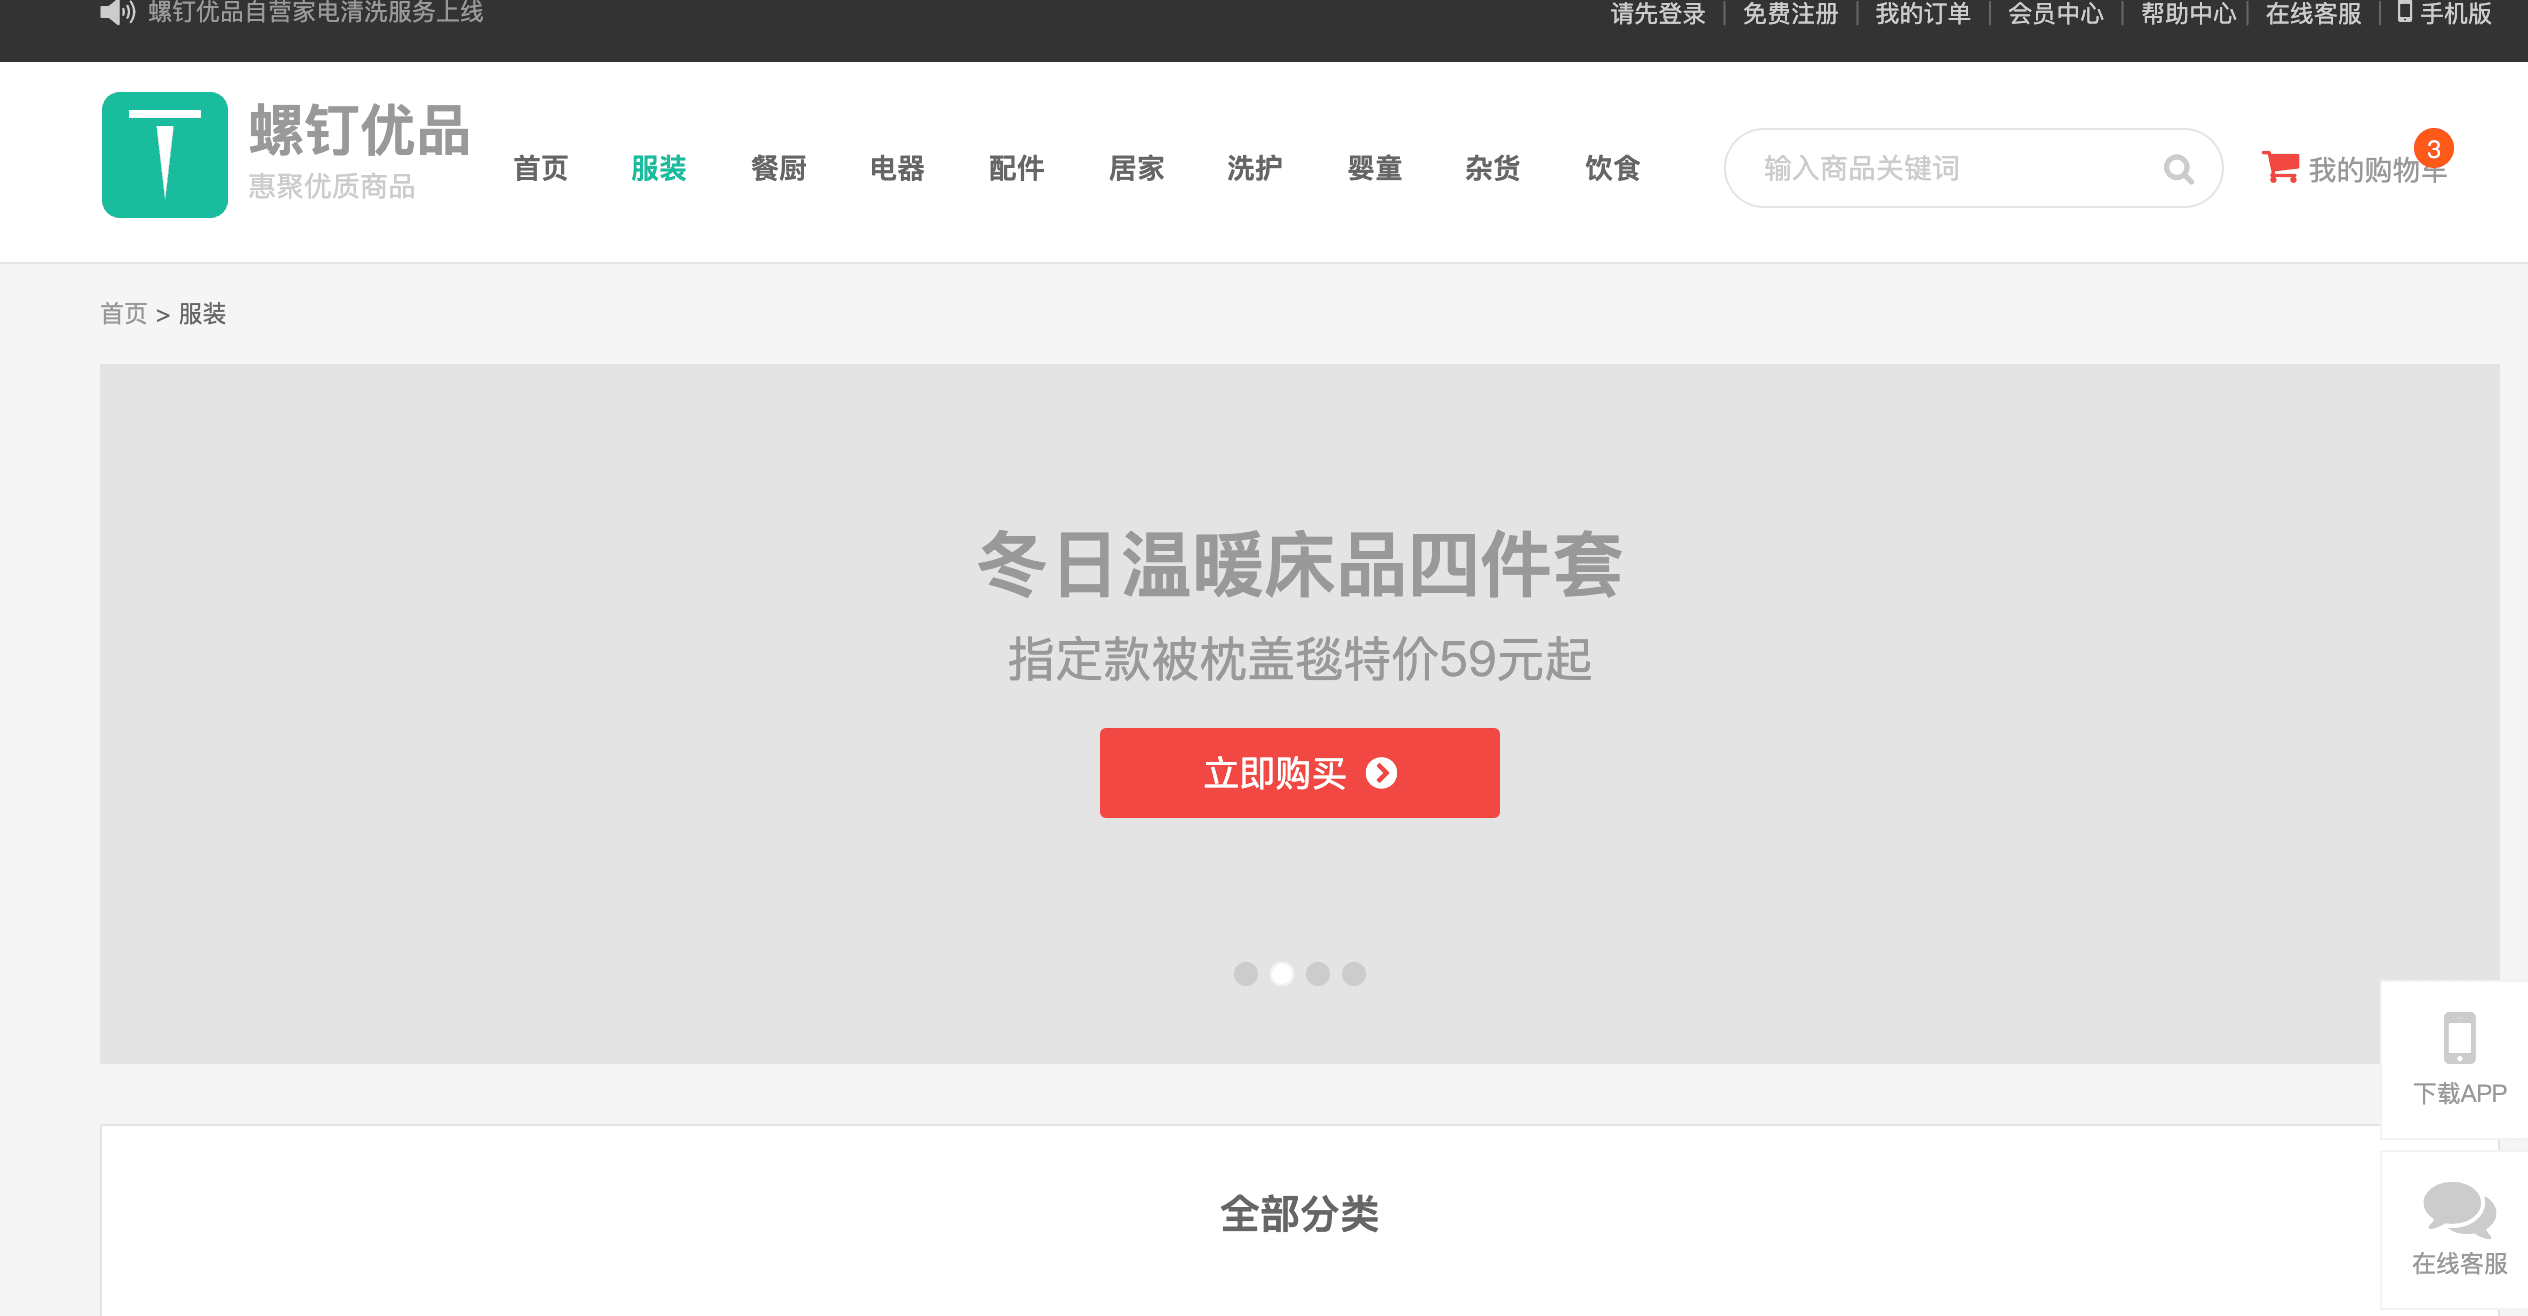 螺钉优品自营家电清洗服务上线
请先登录 | 免费注册 | 我的订单 | 会员中心 | 帮助中心 | 在线客服 | 手机版
螺钉优品
惠聚优质商品
首页 服装 餐厨 电器 配件 居家 洗护 婴童 杂货 饮食
输入商品关键词
我的购物车
3
首页 > 服装
冬日温暖床品四件套
指定款被枕盖毯特价59元起
立即购买
下载APP
全部分类
在线客服